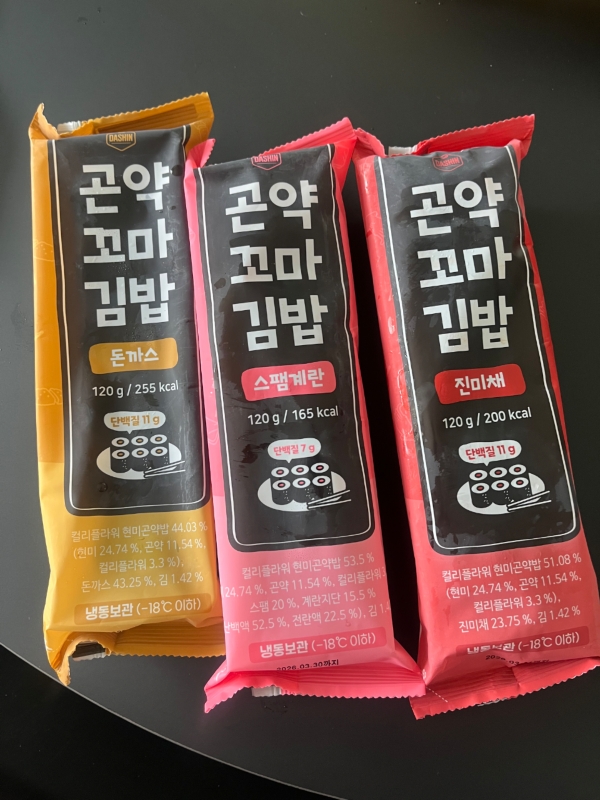 DASHIN
곤약
꼬마
김밥
돈까스
120 g / 255 kcal
단백질 11 g
컬리플라워 현미곤약밥 44.03 %
(현미 24.74 %, 곤약 11.54 %,
컬리플라워 3.3 %),
돈까스 43.25 %, 김 1.42 %
냉동보관 (-18℃ 이하)
DASHIN
곤약
꼬마
김밥
스팸계란
120 g / 165 kcal
단백질 7 g
컬리플라워 현미곤약밥 53.5 %
24.74 %, 곤약 11.54 %, 컬리플라워
스팸 20 %, 계란지단 15.5 %
52.5 %, 전란액 22.5 %), 김
냉동보관 (-18℃ 이하)
2026.03.30까지
DASHIN
곤약
꼬마
김밥
진미채
120 g / 200 kcal
단백질 11 g
컬리플라워 현미곤약밥 51.08 %
(현미 24.74 %, 곤약 11.54 %,
컬리플라워 3.3 %),
진미채 23.75 %, 김 1.42 %
냉동보관 (-18℃ 이하)